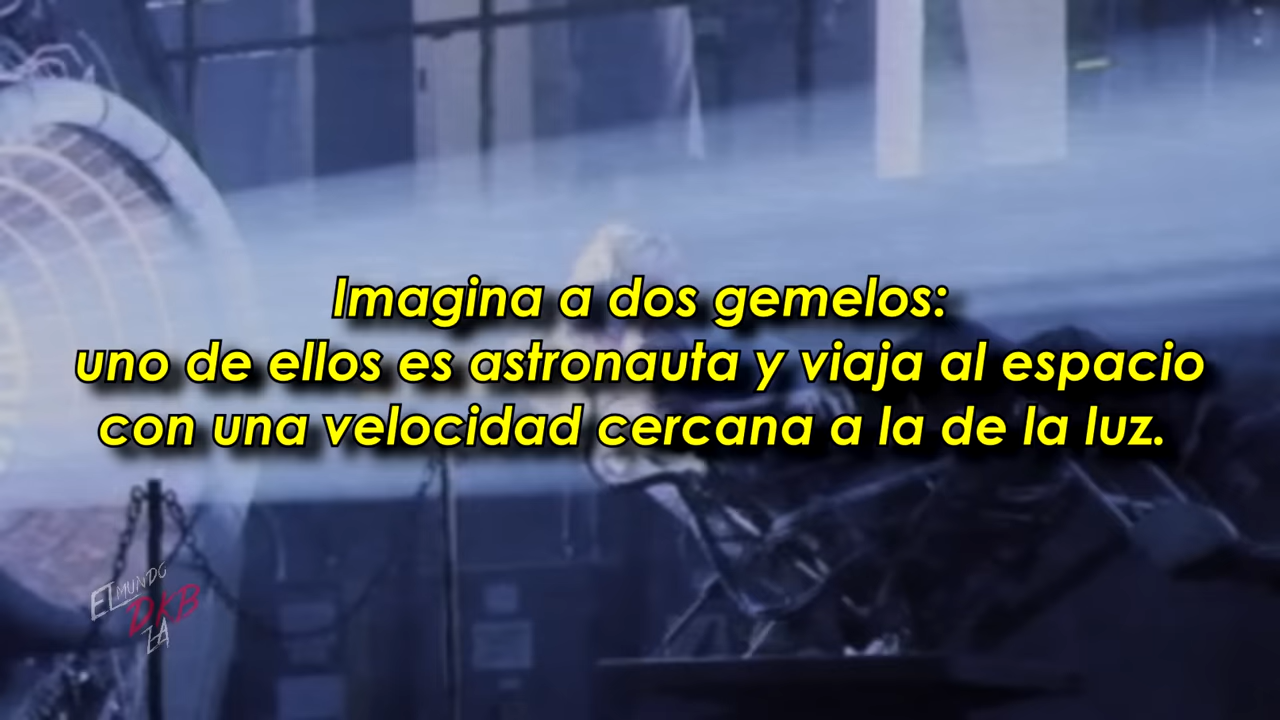 Imagina a dos gemelos:
uno de ellos es astronauta y viaja al espacio
con una velocidad cercana a la de la luz.
EL MUNDO
DKB
ZA